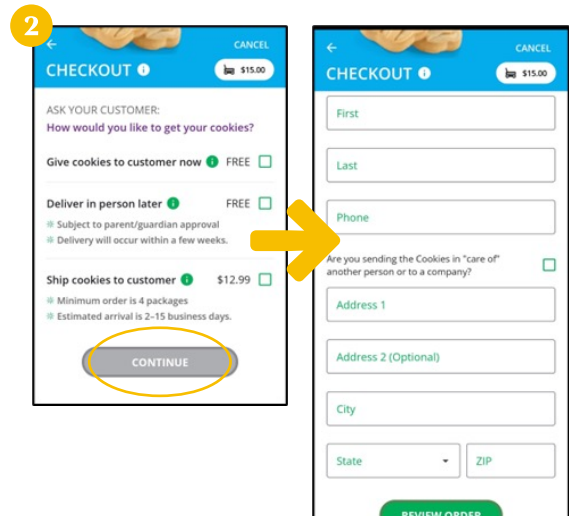 2
CANCEL
CHECKOUT i
$15.00
ASK YOUR CUSTOMER:
How would you like to get your cookies?
Give cookies to customer now i FREE
Deliver in person later i FREE
Subject to parent/guardian approval
Delivery will occur within a few weeks.
Ship cookies to customer i $12.99
Minimum order is 4 packages
Estimated arrival is 2–15 business days.
CONTINUE
CANCEL
CHECKOUT i
$15.00
First
Last
Phone
Are you sending the Cookies in "care of"
another person or to a company?
Address 1
Address 2 (Optional)
City
State
ZIP
REVIEW ORDER